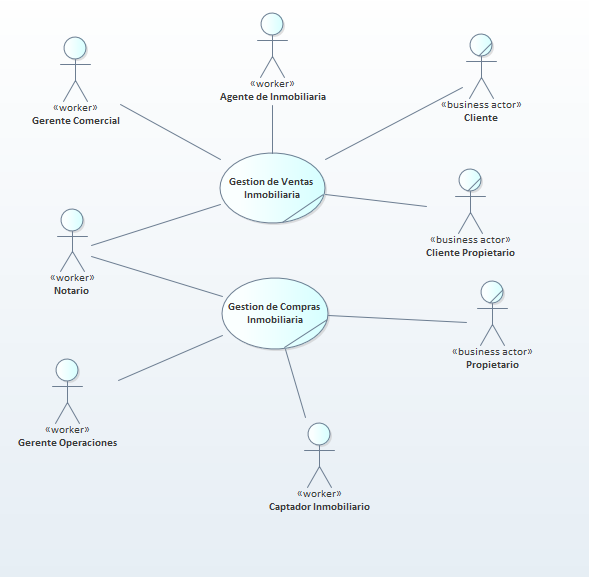 «worker»
Agente de Inmobiliaria
«worker»
Gerente Comercial
«business actor»
Cliente
Gestion de Ventas
Inmobiliaria
«business actor»
Cliente Propietario
«worker»
Notario
Gestion de Compras
Inmobiliaria
«business actor»
Propietario
«worker»
Gerente Operaciones
«worker»
Captador Inmobiliario